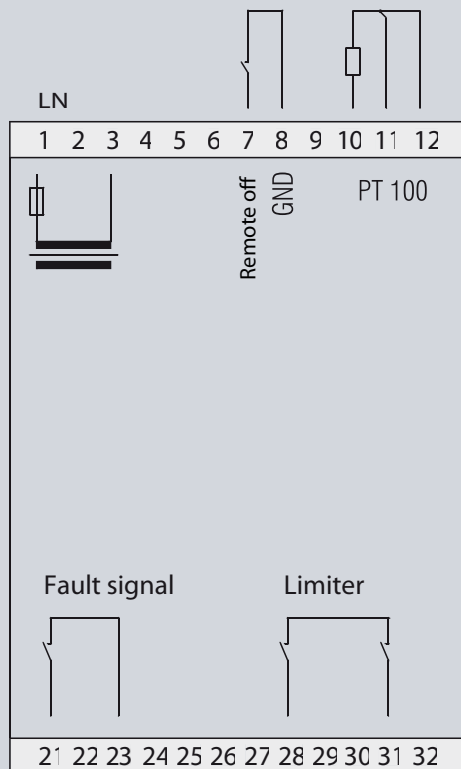 LN
1 2 3 4 5 6 7 8 9 10 11 12
Remote off
GND
PT 100
Fault signal
Limiter
21 22 23 24 25 26 27 28 29 30 31 32